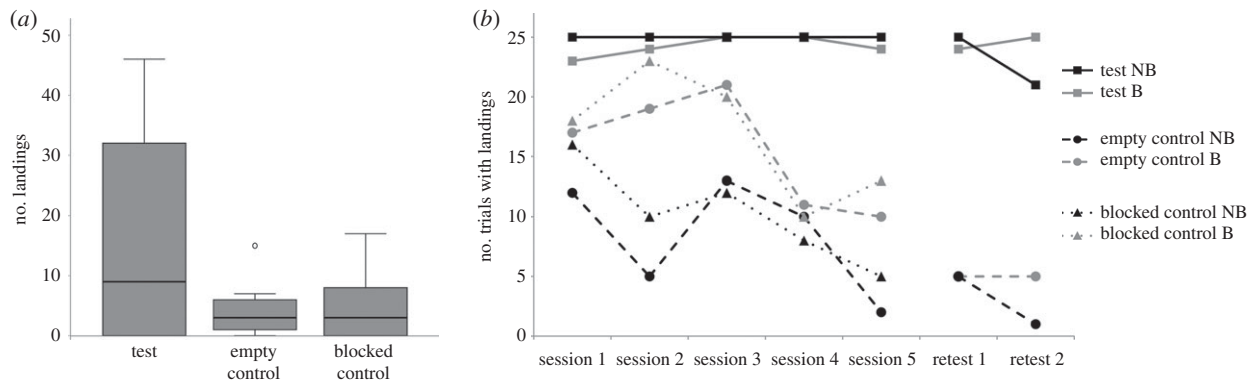 (a)
50
40
30
20
10
0
no. landings
test
empty
control
blocked
control
(b)
25
20
15
10
5
0
no. trials with landings
session 1 session 2 session 3 session 4 session 5 retest 1 retest 2
test NB
test B
empty control NB
empty control B
blocked control NB
blocked control B